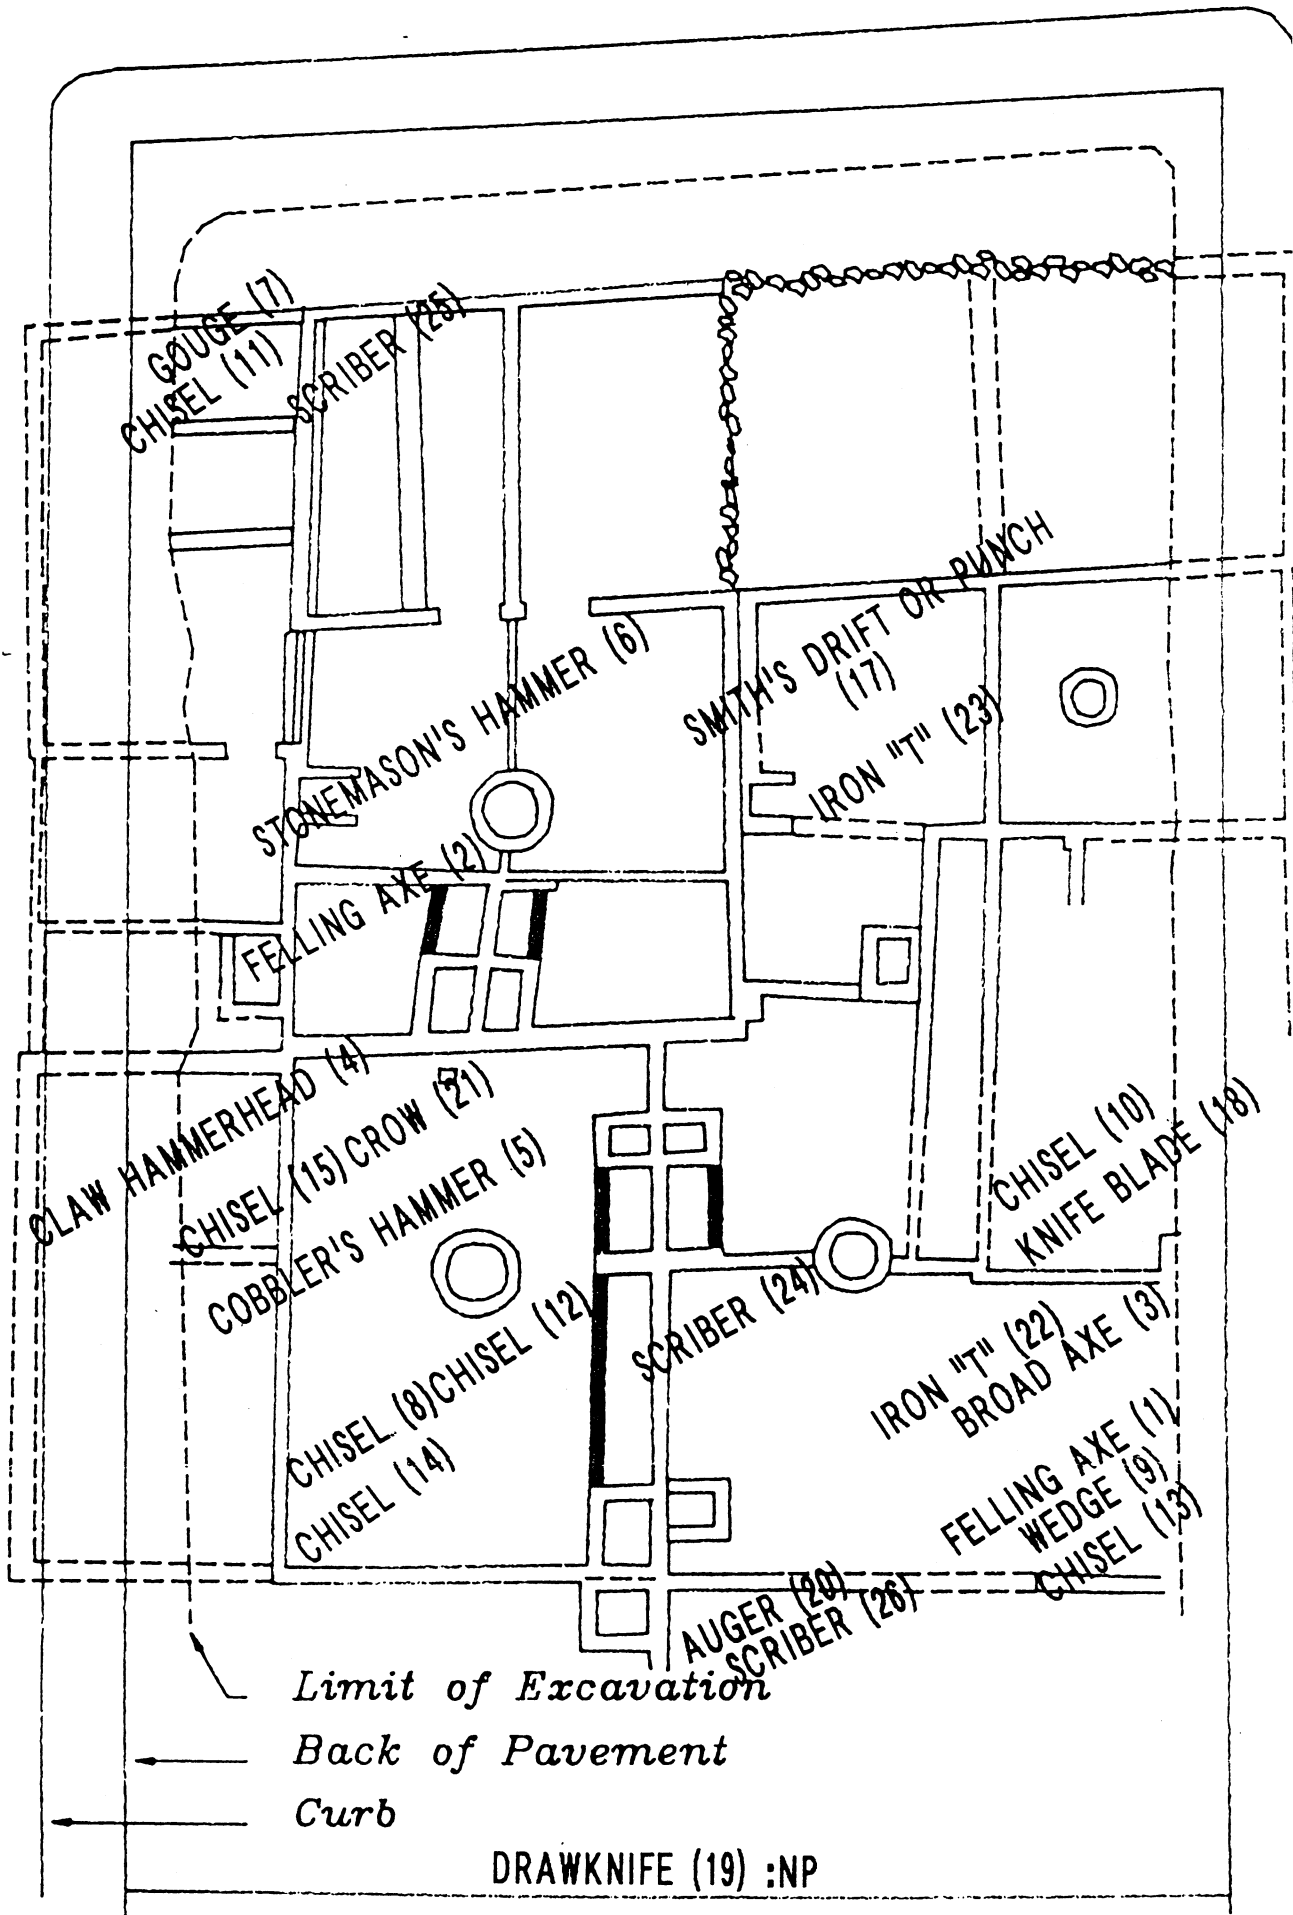 GOUGE (7)
CHISEL (11)
SCRIBER (25)
STONEMASON'S HAMMER (6)
SMITH'S DRIFT OR PUNCH
(17)
IRON "T" (23)
FELLING AXE (2)
CLAW HAMMERHEAD (4)
CHISEL (15) CROW (21)
COBBLER'S HAMMER (5)
CHISEL (10)
KNIFE BLADE (18)
CHISEL (8) CHISEL (12)
CHISEL (14)
SCRIBER (24)
IRON "T" (22)
BROAD AXE (3)
FELLING AXE (1)
WEDGE (9)
CHISEL (13)
AUGER (20)
SCRIBER (26)
Limit of Excavation
Back of Pavement
Curb
DRAWKNIFE (19) :NP